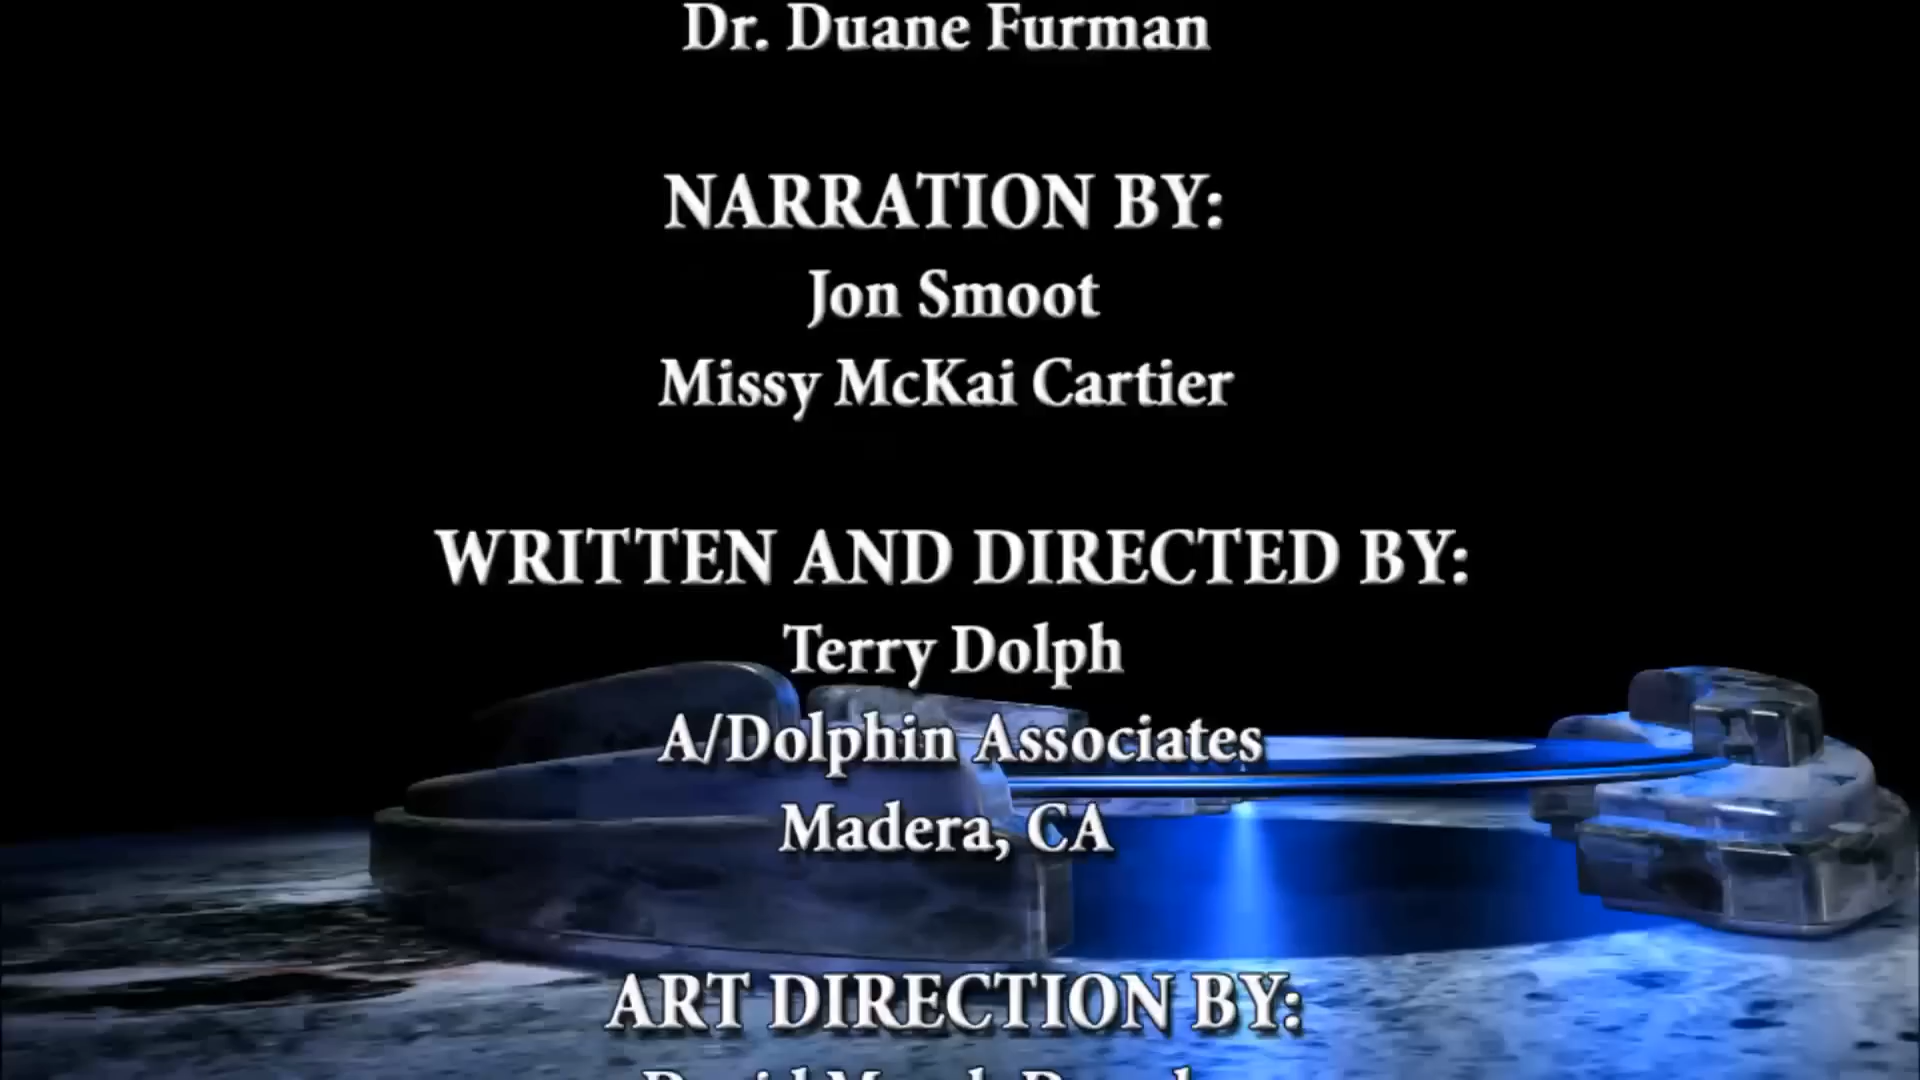 Dr. Duane Furman
NARRATION BY:
Jon Smoot
Missy McKai Cartier
WRITTEN AND DIRECTED BY:
Terry Dolph
A/Dolphin Associates
Madera, CA
ART DIRECTION BY:
David